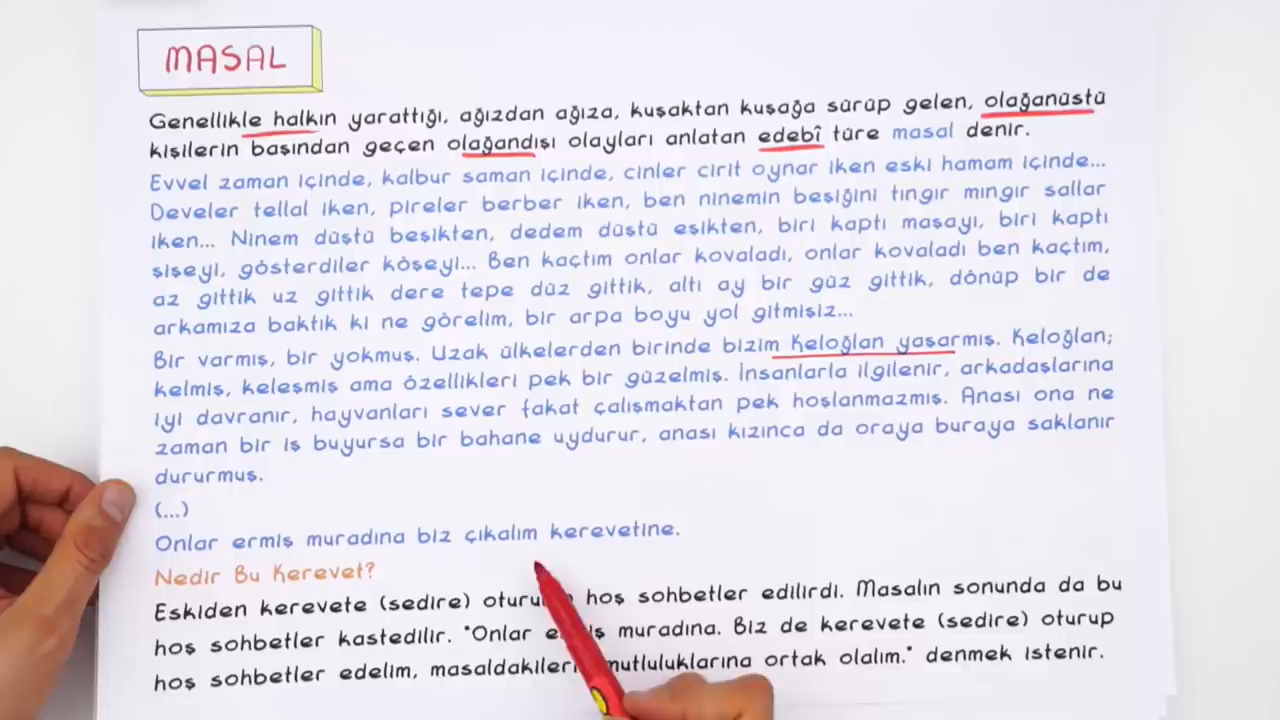 MASAL
Genellikle halkın yarattığı, ağızdan ağıza, kuşaktan kuşağa sürüp gelen, olağanüstü
kişilerin başından geçen olağandışı olayları anlatan edebî türe masal denir.
Evvel zaman içinde, kalbur saman içinde, cinler cirit oynar iken eski hamam içinde...
Develer tellal iken, pireler berber iken, ben ninemin beşiğini tıngır mıngır sallar
iken... Ninem düştü beşikten, dedem düştü eşikten, biri kaptı maşayı, biri kaptı
şişeyi, gösterdiler köşeyi... Ben kaçtım onlar kovaladı, onlar kovaladı ben kaçtım,
az gittik uz gittik dere tepe düz gittik, altı ay bir güz gittik, dönüp bir de
arkamıza baktık ki ne görelim, bir arpa boyu yol gitmişiz...
Bir varmış, bir yokmuş. Uzak ülkelerden birinde bizim Keloğlan yaşarmış. Keloğlan;
kelmiş, keleşmiş ama özellikleri pek bir güzelmiş. İnsanlarla ilgilenir, arkadaşlarına
iyi davranır, hayvanları sever fakat çalışmaktan pek hoşlanmazmış. Anası ona ne
zaman bir iş buyursa bir bahane uydurur, anası kızınca da oraya buraya saklanır
dururmuş.
(...)
Onlar ermiş muradına biz çıkalım kerevetine.
Nedir Bu Kerevet?
Eskiden kerevete (sedire) hoş sohbetler edilirdi. Masalın sonunda da bu
hoş sohbetler kastedilir. "Onlar muradına. Biz de kerevete (sedire) oturup
hoş sohbetler edelim, masaldakilerin mutluluklarına ortak olalım." denmek istenir.